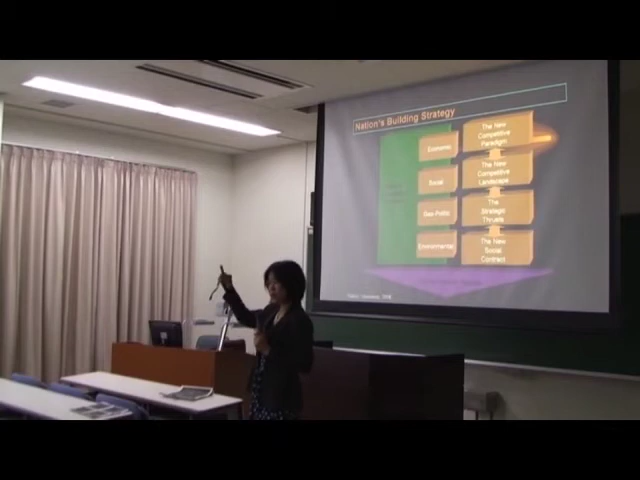 Nation's Building Strategy
Economic
The New
Competitive
Paradigm
Social
The New
Competitive
Landscape
Geo-Politic
The
Strategic
Thrusts
Environmental
The New
Social
Contract